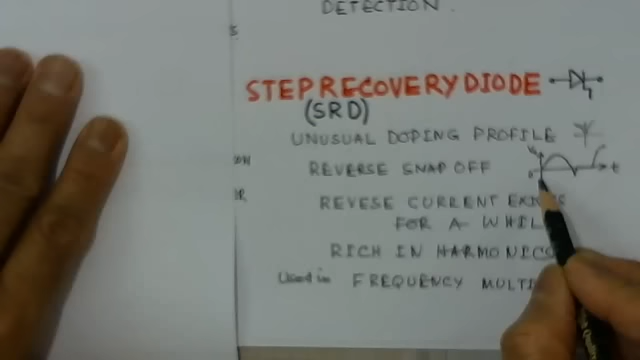 DETECTION.
STEP RECOVERY DIODE
(SRD)
UNUSUAL DOPING PROFILE
REVERSE SNAP OFF
REVESE CURRENT
FOR A
RICH IN HARMONIC
Used in FREQUENCY